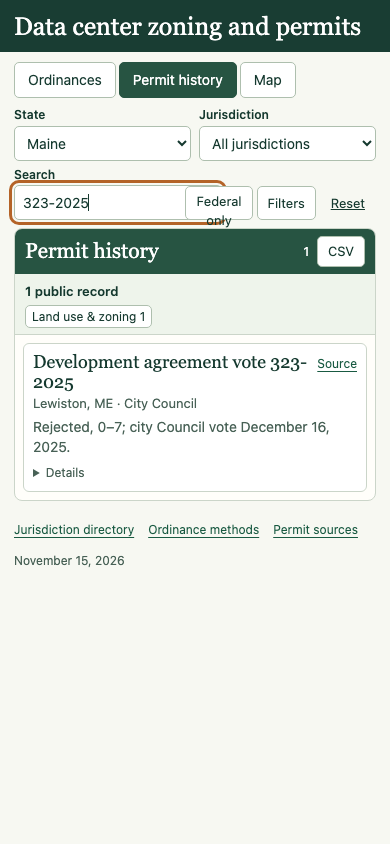 Data center zoning and permits
Ordinances Permit history Map
State Jurisdiction
Maine All jurisdictions
Search
323-2025 Federal only Filters Reset
Permit history 1 CSV
1 public record
Land use & zoning 1
Development agreement vote 323- Source
2025
Lewiston, ME · City Council
Rejected, 0–7; city Council vote December 16,
2025.
Details
Jurisdiction directory Ordinance methods Permit sources
November 15, 2026